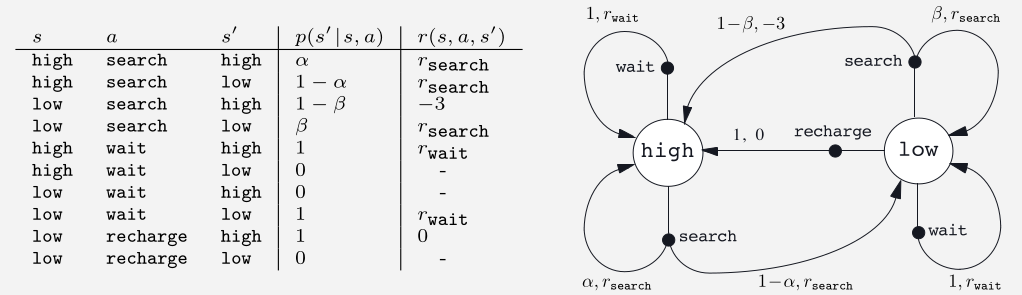 s a s′ p(s′ | s, a) r(s, a, s′)
high search high α r_search
high search low 1 − α r_search
low search high 1 − β −3
low search low β r_search
high wait high 1 r_wait
high wait low 0 -
low wait high 0 -
low wait low 1 r_wait
low recharge high 1 0
low recharge low 0 -
1, r_wait
1−β, −3
β, r_search
wait
search
high
1, 0
recharge
low
search
wait
α, r_search
1−α, r_search
1, r_wait